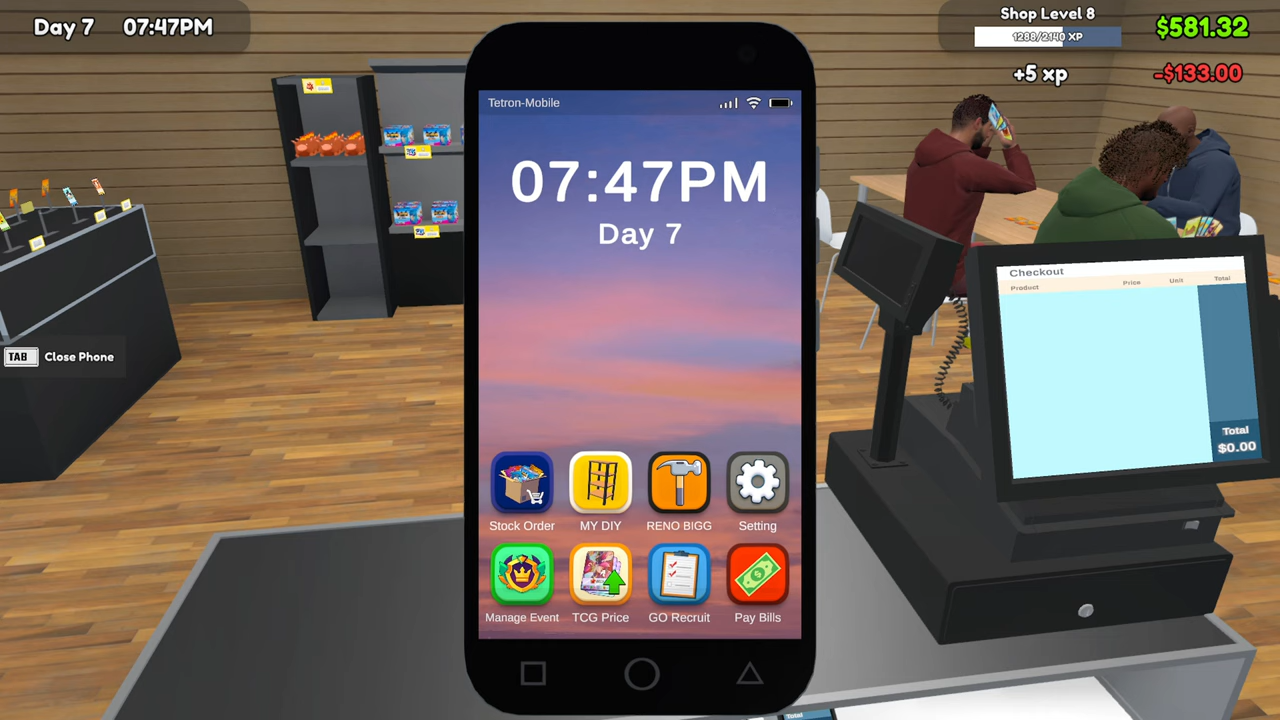 Day 7 07:47PM
Shop Level 8
1288/2140 XP
$581.32
+5 xp
-$133.00
Tetron-Mobile
07:47PM
Day 7
TAB Close Phone
Stock Order
MY DIY
RENO BIGG
Setting
Manage Event
TCG Price
GO Recruit
Pay Bills
Checkout
Product Price Unit Total
Total
$0.00
Total